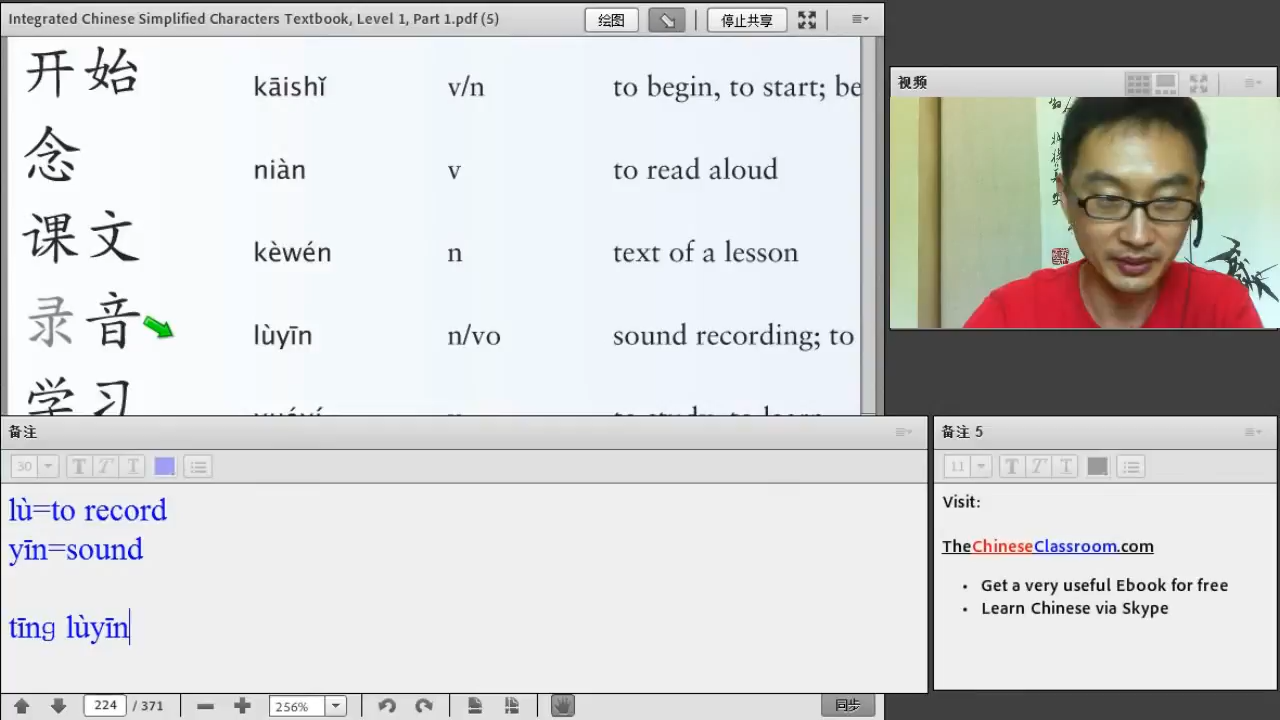 Integrated Chinese Simplified Characters Textbook, Level 1, Part 1.pdf (5)
绘图
停止共享
开始 kāishǐ v/n to begin, to start; be
念 niàn v to read aloud
课文 kèwén n text of a lesson
录音 lùyīn n/vo sound recording; to
学习
视频
备注
30
lù=to record
yīn=sound
tīng lùyīn
备注 5
11
Visit:
TheChineseClassroom.com
• Get a very useful Ebook for free
• Learn Chinese via Skype
224 / 371
256%
同步